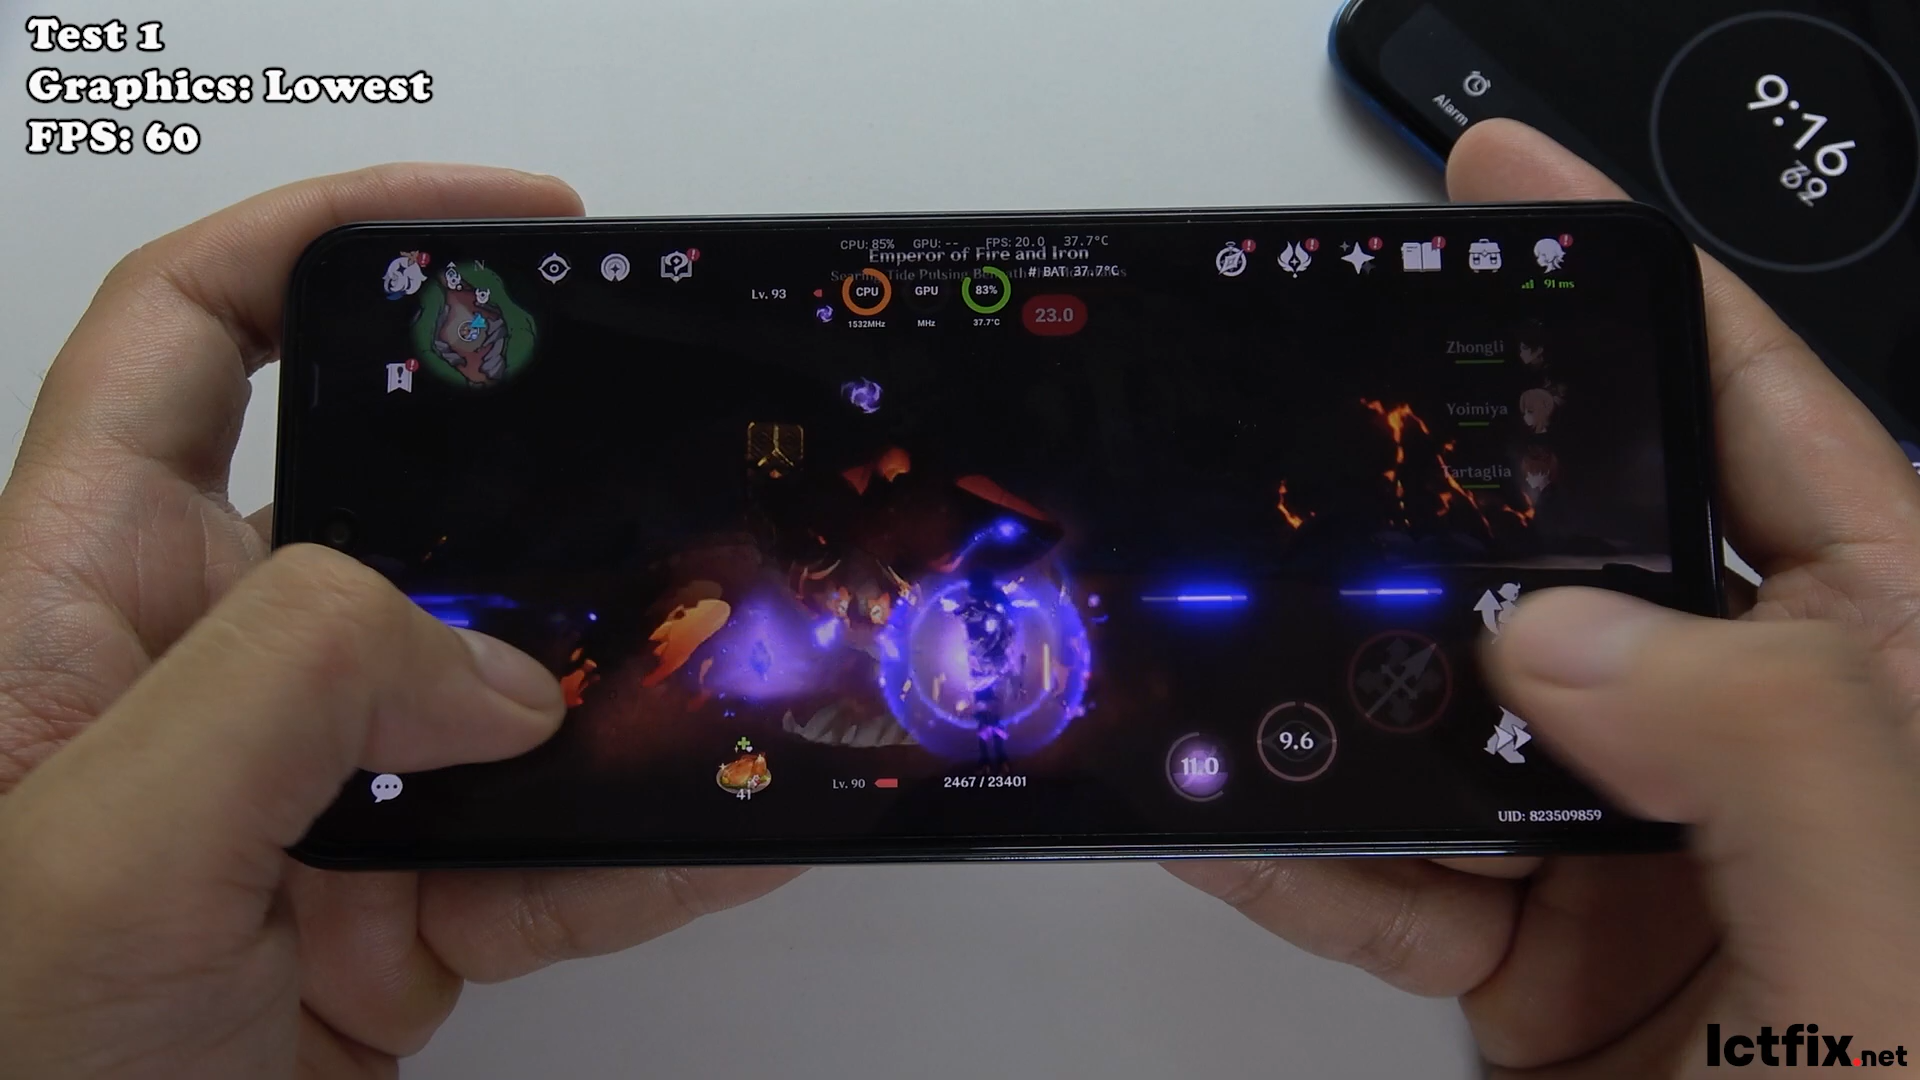 Test 1
Graphics: Lowest
FPS: 60
Alarm
9:16
CPU: 85% GPU: -- FPS: 20.0 37.7°C
Emperor of Fire and Iron
# BAT 37.7°C
Lv. 93
CPU
GPU
83%
23.0
1532MHz
MHz
37.7°C
N
91 ms
Zhongli
Yoimiya
Tartaglia
9.6
11.0
41
Lv. 90
2467 / 23401
UID: 823509859
Ictfix.net